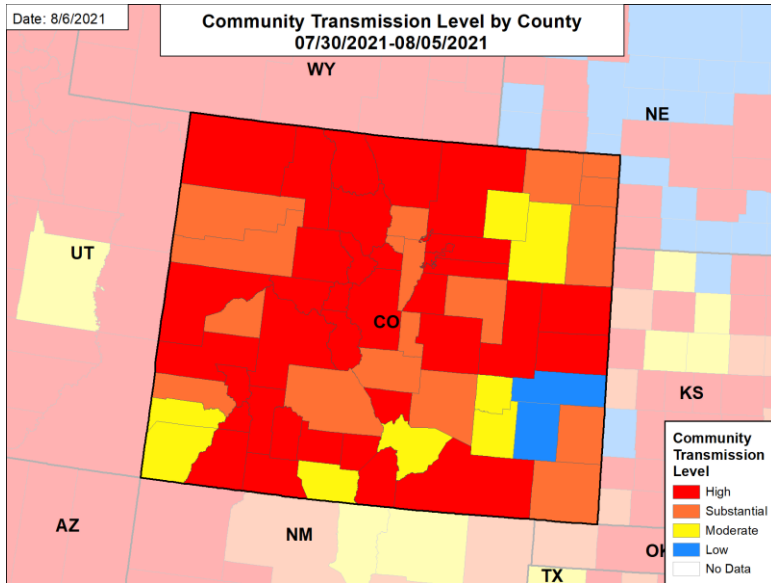 Date: 8/6/2021
Community Transmission Level by County
07/30/2021-08/05/2021
WY
NE
UT
CO
KS
AZ
NM
OK
TX
Community
Transmission
Level
High
Substantial
Moderate
Low
No Data